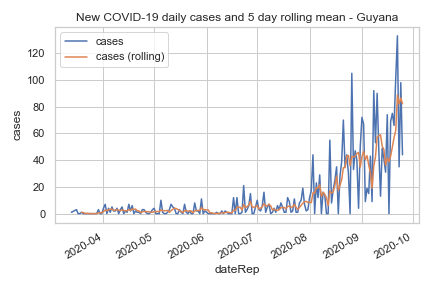 New COVID-19 daily cases and 5 day rolling mean - Guyana
cases
cases (rolling)
120
100
80
60
40
20
0
cases
2020-04
2020-05
2020-06
2020-07
2020-08
2020-09
2020-10
dateRep